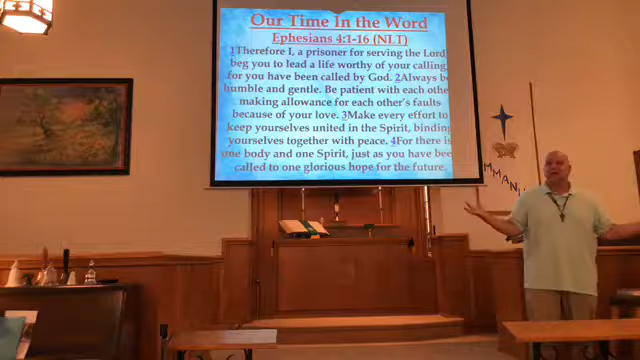 Our Time In the Word
Ephesians 4:1-16 (NLT)
1Therefore I, a prisoner for serving the Lord
beg you to lead a life worthy of your calling
for you have been called by God. 2Always b
humble and gentle. Be patient with each othe
making allowance for each other's faults
because of your love. 3Make every effort to
keep yourselves united in the Spirit, bindin
yourselves together with peace. 4For there is
one body and one Spirit, just as you have bee
called to one glorious hope for the future.
MMANU